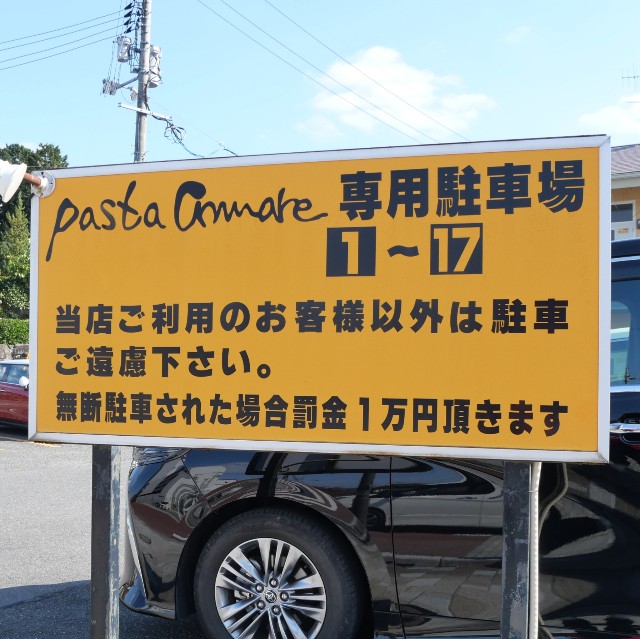 pasta amare 専用駐車場
1～17
当店ご利用のお客様以外は駐車
ご遠慮下さい。
無断駐車された場合罰金1万円頂きます